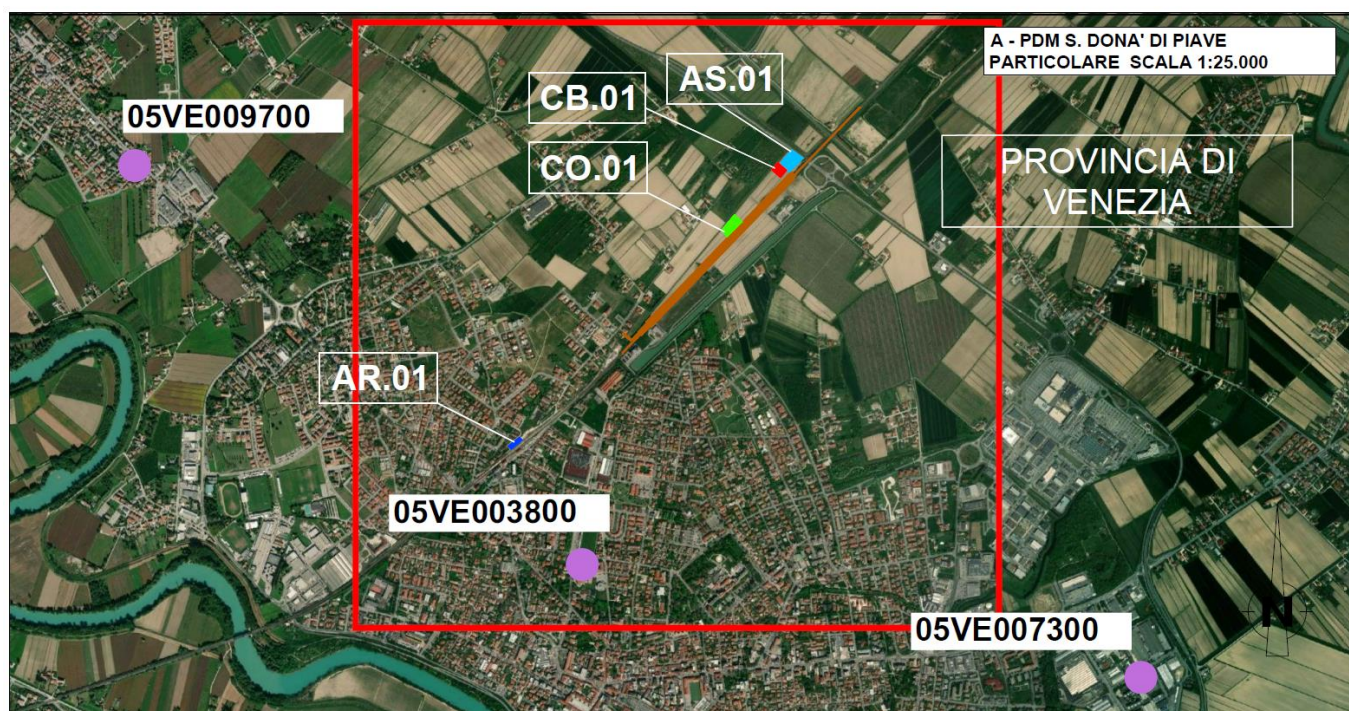 A - PDM S. DONA' DI PIAVE
PARTICOLARE SCALA 1:25.000
AS.01
CB.01
05VE009700
CO.01
PROVINCIA DI
VENEZIA
AR.01
05VE003800
N
05VE007300